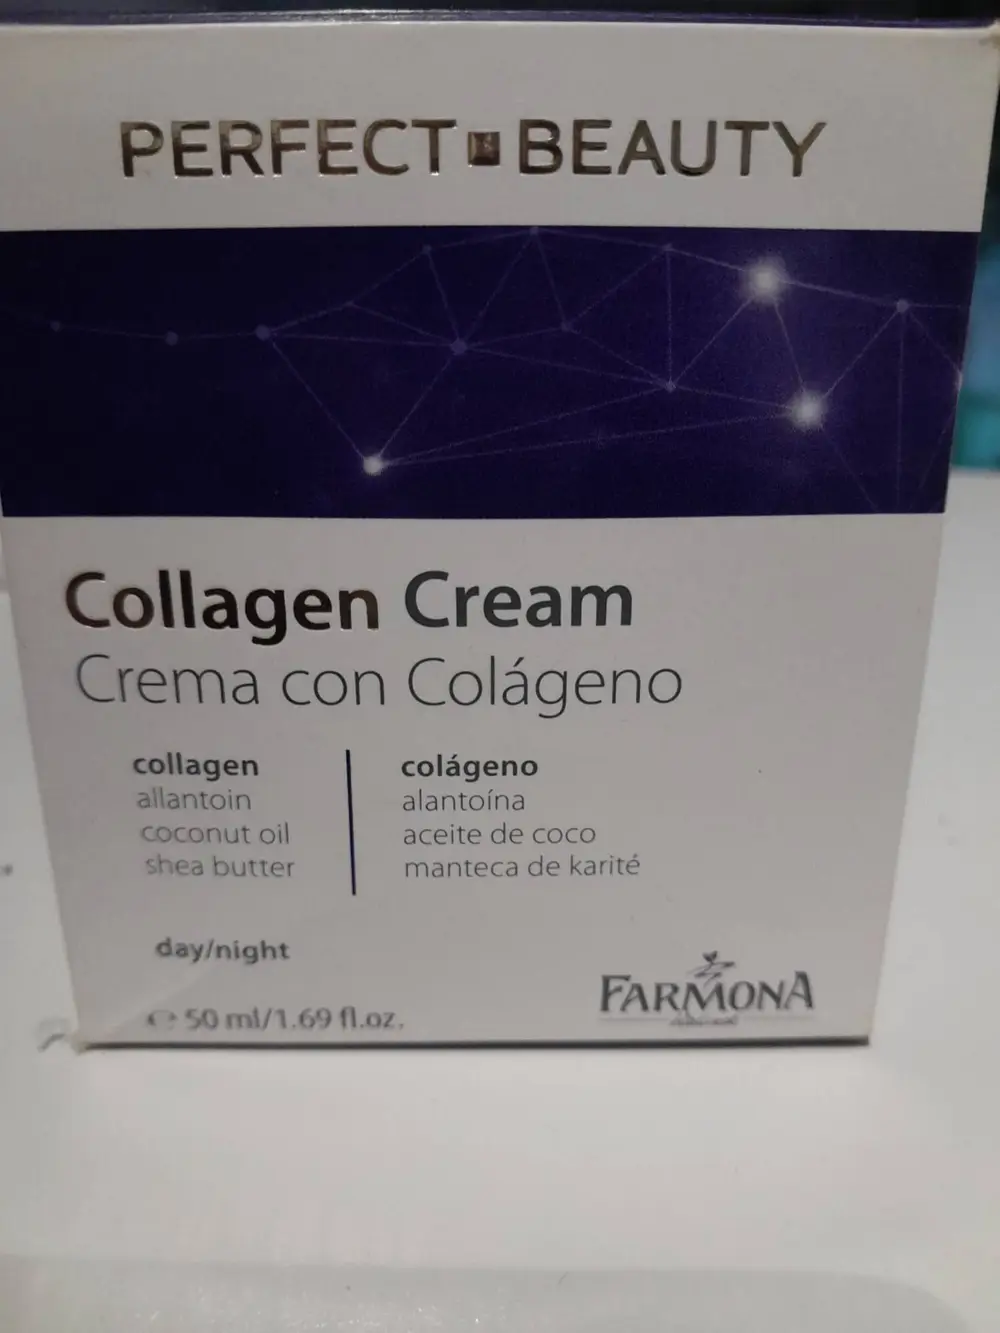 PERFECT BEAUTY
Collagen Cream
Crema con Colágeno
collagen
allantoin
coconut oil
shea butter
colágeno
alantoína
aceite de coco
manteca de karité
day/night
℮ 50 ml/1.69 fl.oz.
FARMONA